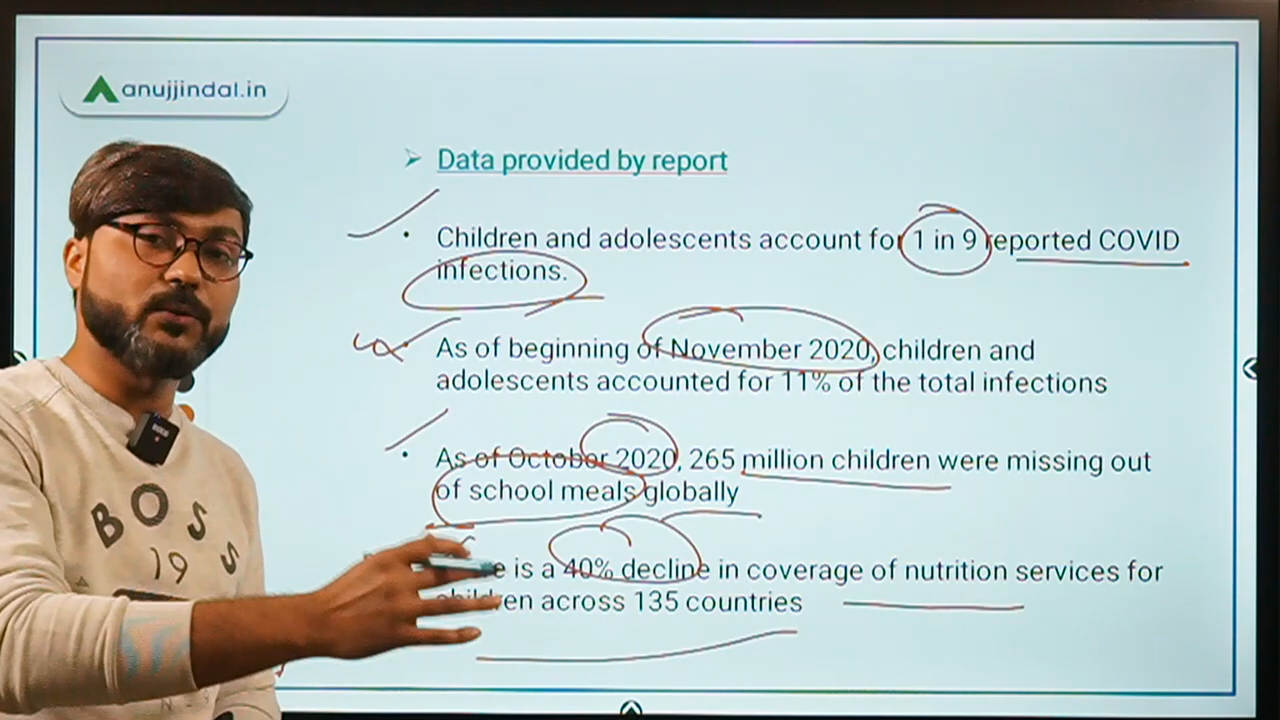 anujjindal.in
Data provided by report
Children and adolescents account for 1 in 9 reported COVID
infections.
As of beginning of November 2020, children and
adolescents accounted for 11% of the total infections
As of October 2020, 265 million children were missing out
of school meals globally
is a 40% decline in coverage of nutrition services for
children across 135 countries
BOSS
19